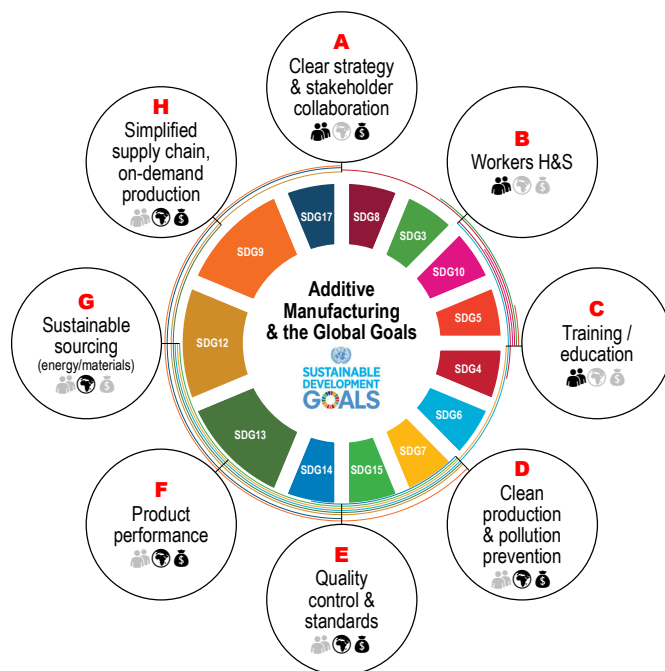 A
Clear strategy
& stakeholder
collaboration
$
B
Workers H&S
$
C
Training /
education
$
D
Clean
production
& pollution
prevention
$
E
Quality
control &
standards
$
F
Product
performance
$
G
Sustainable
sourcing
(energy/materials)
$
H
Simplified
supply chain,
on-demand
production
$
SDG17
SDG8
SDG3
SDG10
SDG5
SDG4
SDG6
SDG7
SDG15
SDG14
SDG13
SDG12
SDG9
Additive
Manufacturing
& the Global Goals
SUSTAINABLE
DEVELOPMENT
GOALS